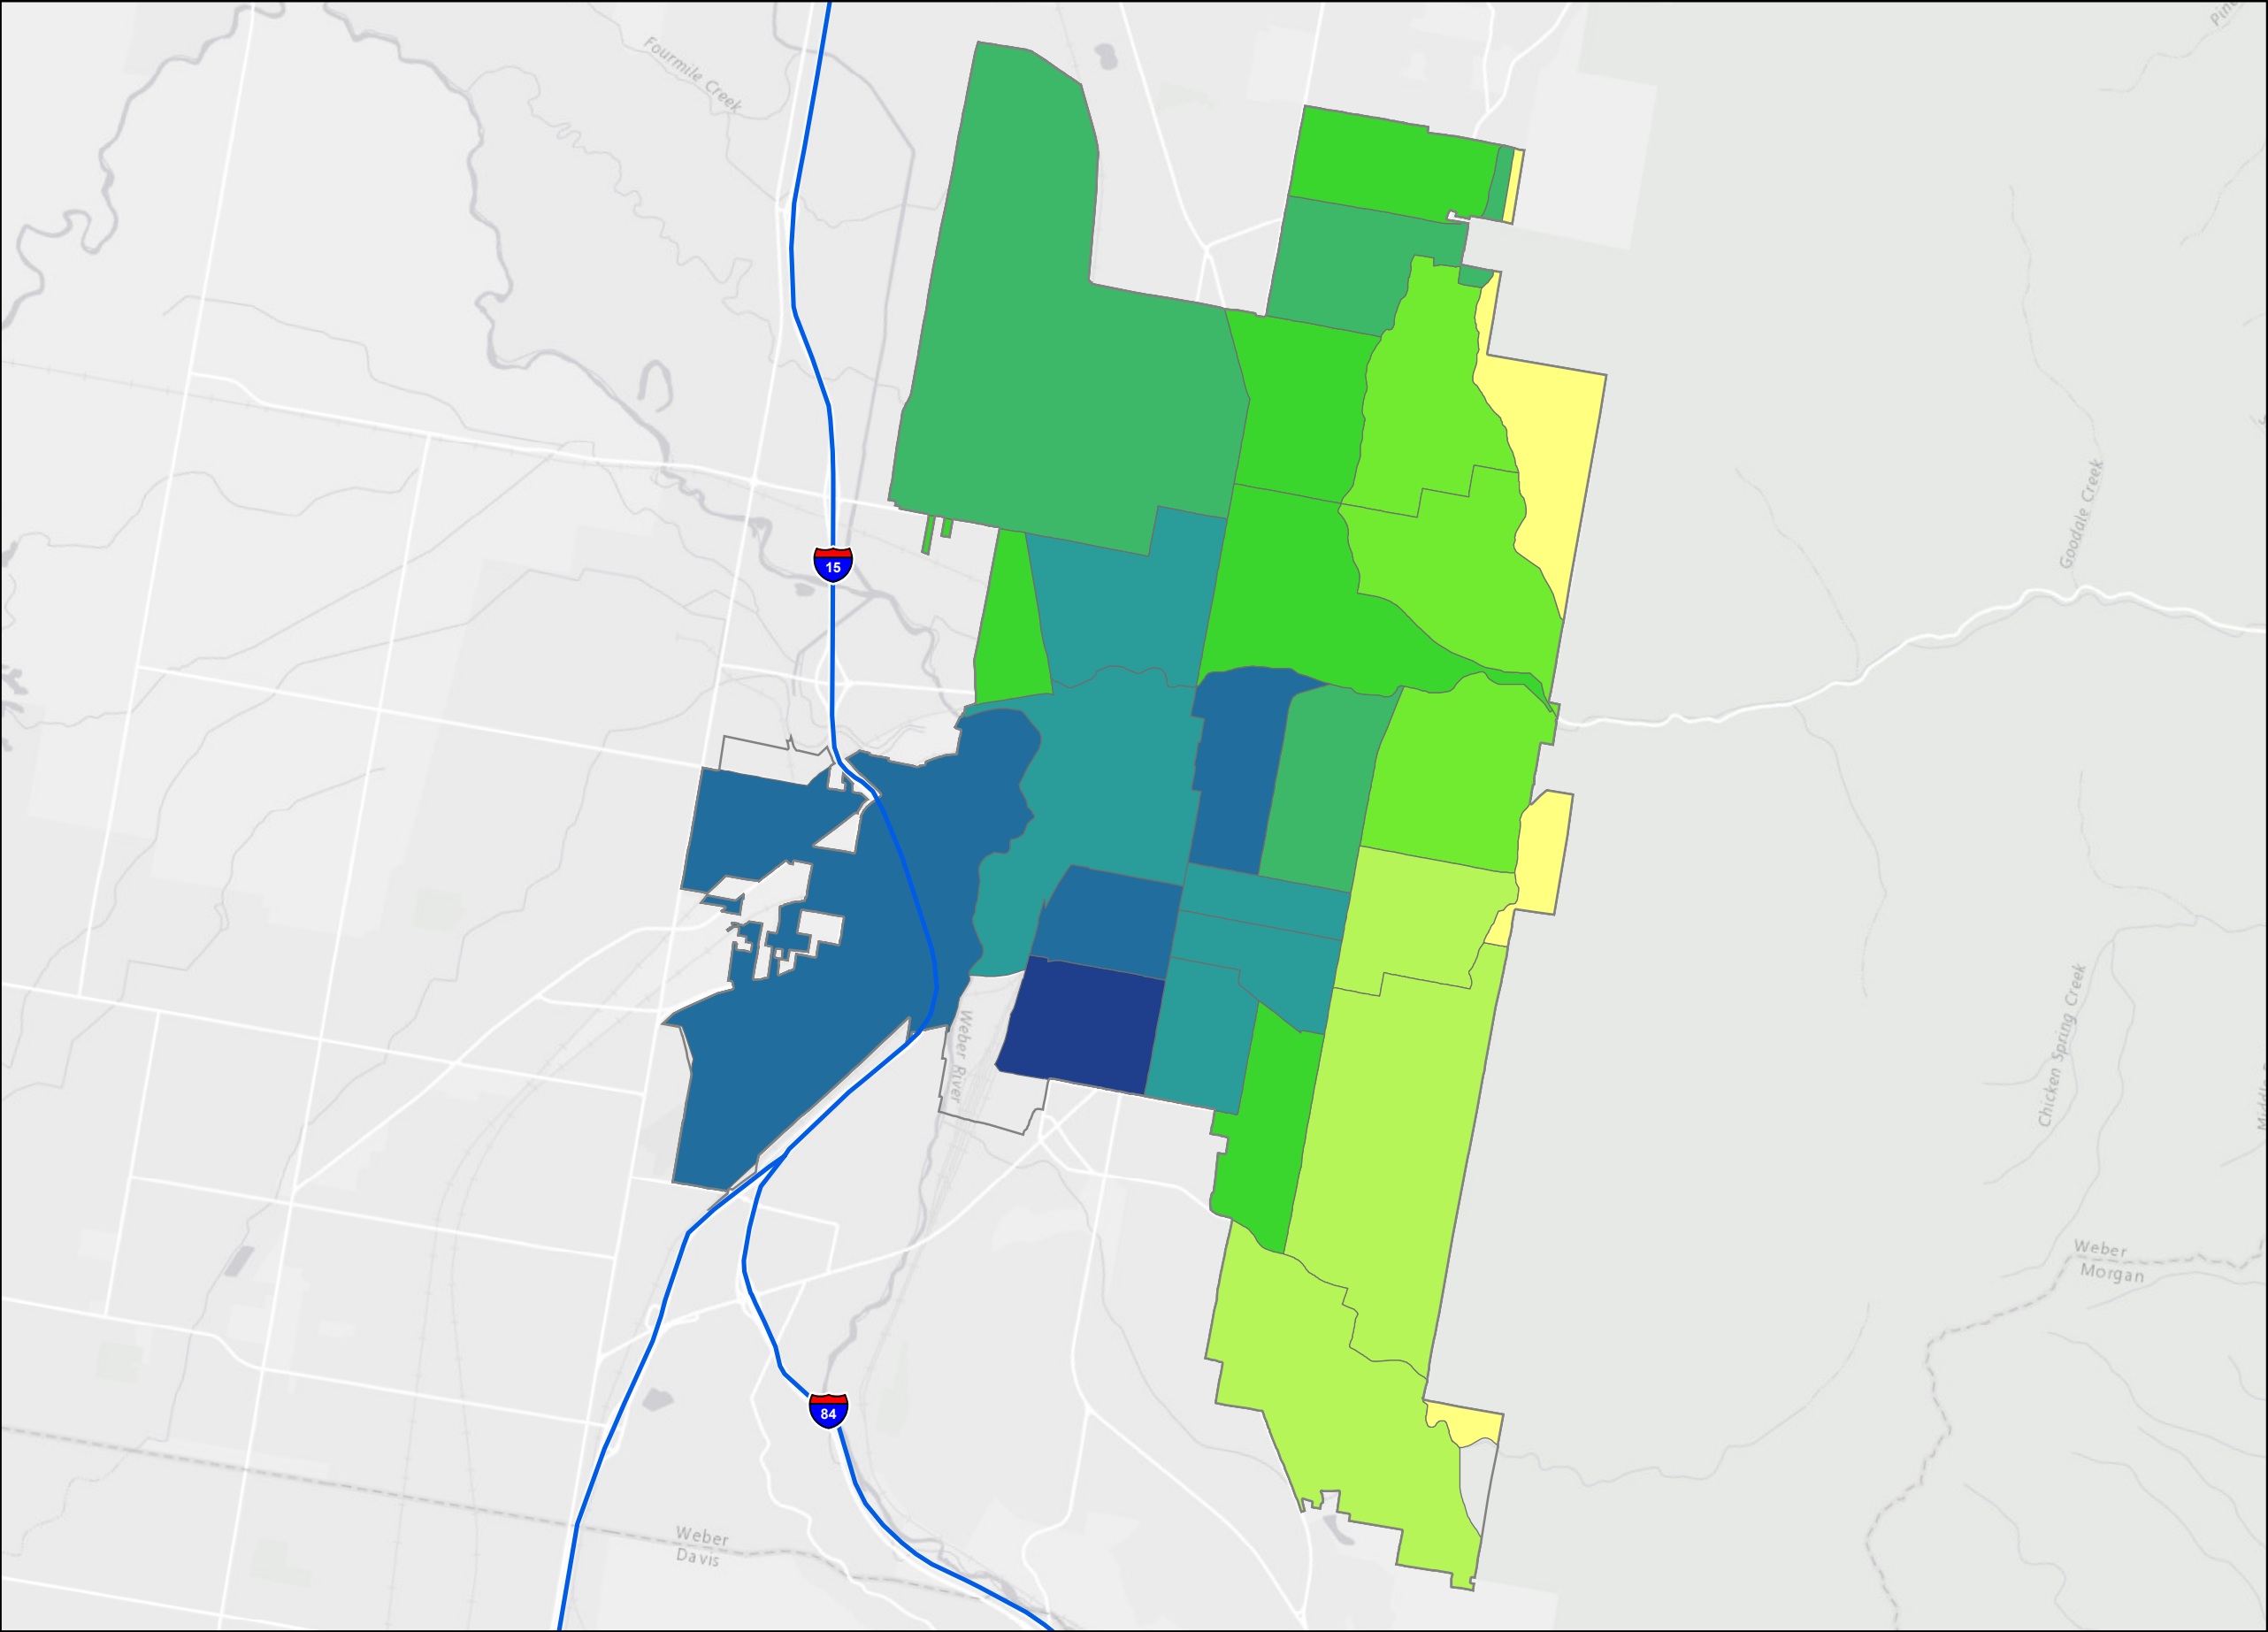 Fourmile Creek
15
Goodale Creek
Weber River
Chicken Spring Creek
Weber
Morgan
84
Weber
Davis